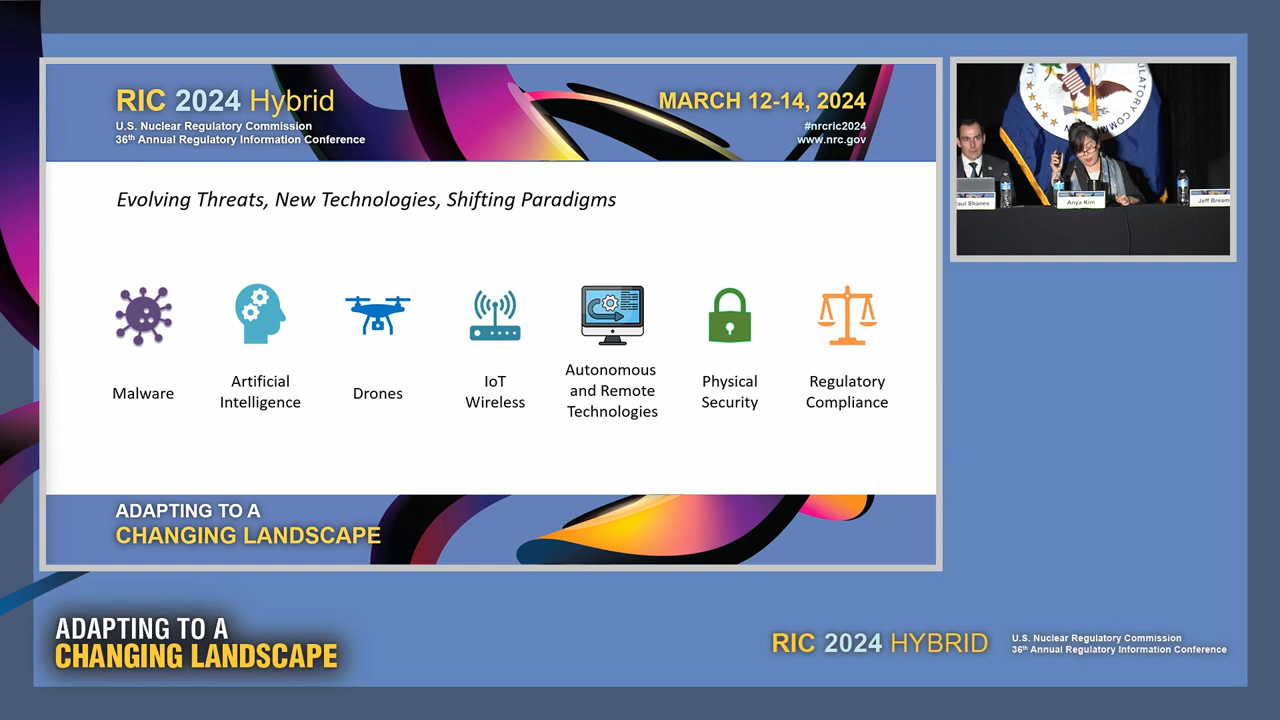 RIC 2024 Hybrid
U.S. Nuclear Regulatory Commission
36th Annual Regulatory Information Conference
MARCH 12-14, 2024
#nrcric2024
www.nrc.gov
Evolving Threats, New Technologies, Shifting Paradigms
Malware
Artificial
Intelligence
Drones
IoT
Wireless
Autonomous
and Remote
Technologies
Physical
Security
Regulatory
Compliance
ADAPTING TO A
CHANGING LANDSCAPE
Paul Shanes
Anya Kim
Jeff Bream
ADAPTING TO A
CHANGING LANDSCAPE
RIC 2024 HYBRID
U.S. Nuclear Regulatory Commission
36th Annual Regulatory Information Conference